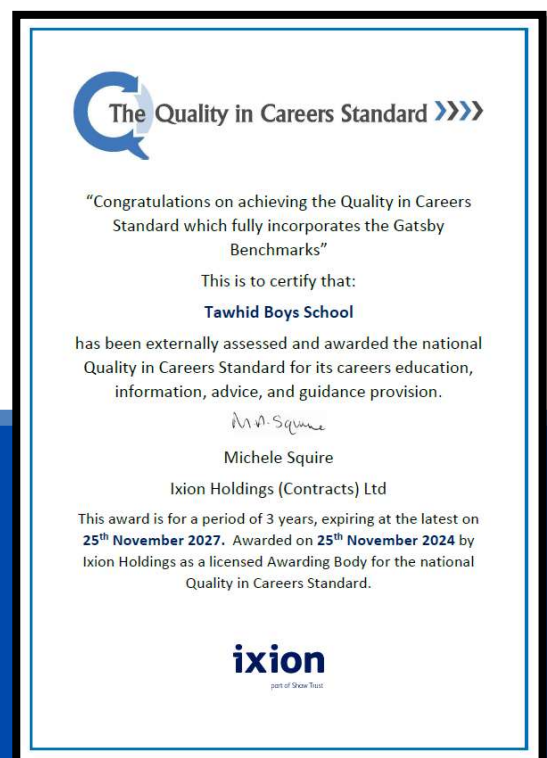 The Quality in Careers Standard
“Congratulations on achieving the Quality in Careers
Standard which fully incorporates the Gatsby
Benchmarks”
This is to certify that:
Tawhid Boys School
has been externally assessed and awarded the national
Quality in Careers Standard for its careers education,
information, advice, and guidance provision.
M.A. Squire
Michele Squire
Ixion Holdings (Contracts) Ltd
This award is for a period of 3 years, expiring at the latest on
25th November 2027. Awarded on 25th November 2024 by
Ixion Holdings as a licensed Awarding Body for the national
Quality in Careers Standard.
ixion
part of Shaw Trust